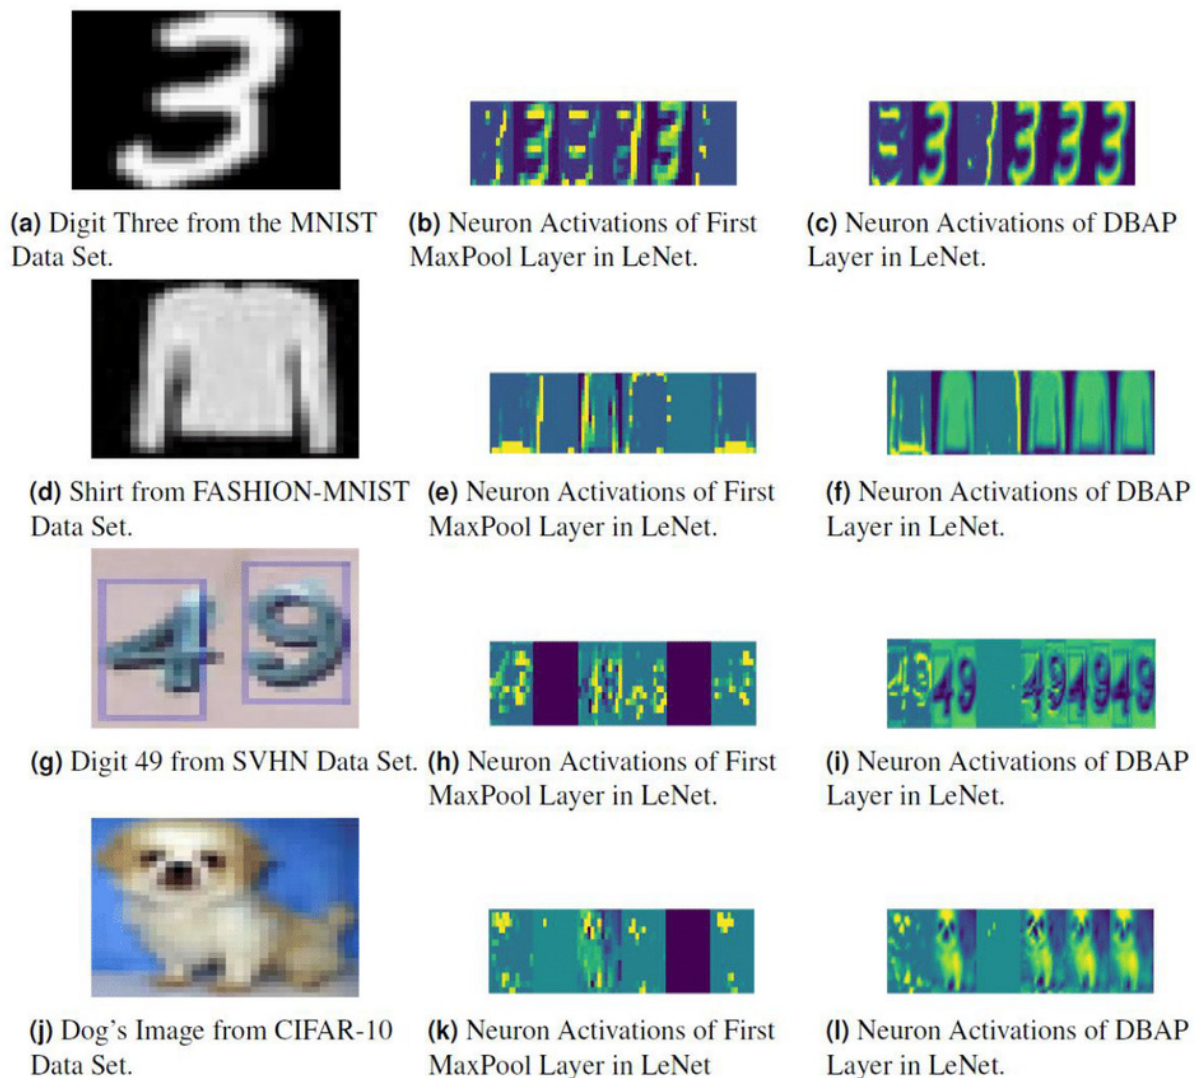 (a) Digit Three from the MNIST
Data Set.
(b) Neuron Activations of First
MaxPool Layer in LeNet.
(c) Neuron Activations of DBAP
Layer in LeNet.
(d) Shirt from FASHION-MNIST
Data Set.
(e) Neuron Activations of First
MaxPool Layer in LeNet.
(f) Neuron Activations of DBAP
Layer in LeNet.
49
(g) Digit 49 from SVHN Data Set.
(h) Neuron Activations of First
MaxPool Layer in LeNet.
(i) Neuron Activations of DBAP
Layer in LeNet.
(j) Dog's Image from CIFAR-10
Data Set.
(k) Neuron Activations of First
MaxPool Layer in LeNet
(l) Neuron Activations of DBAP
Layer in LeNet.